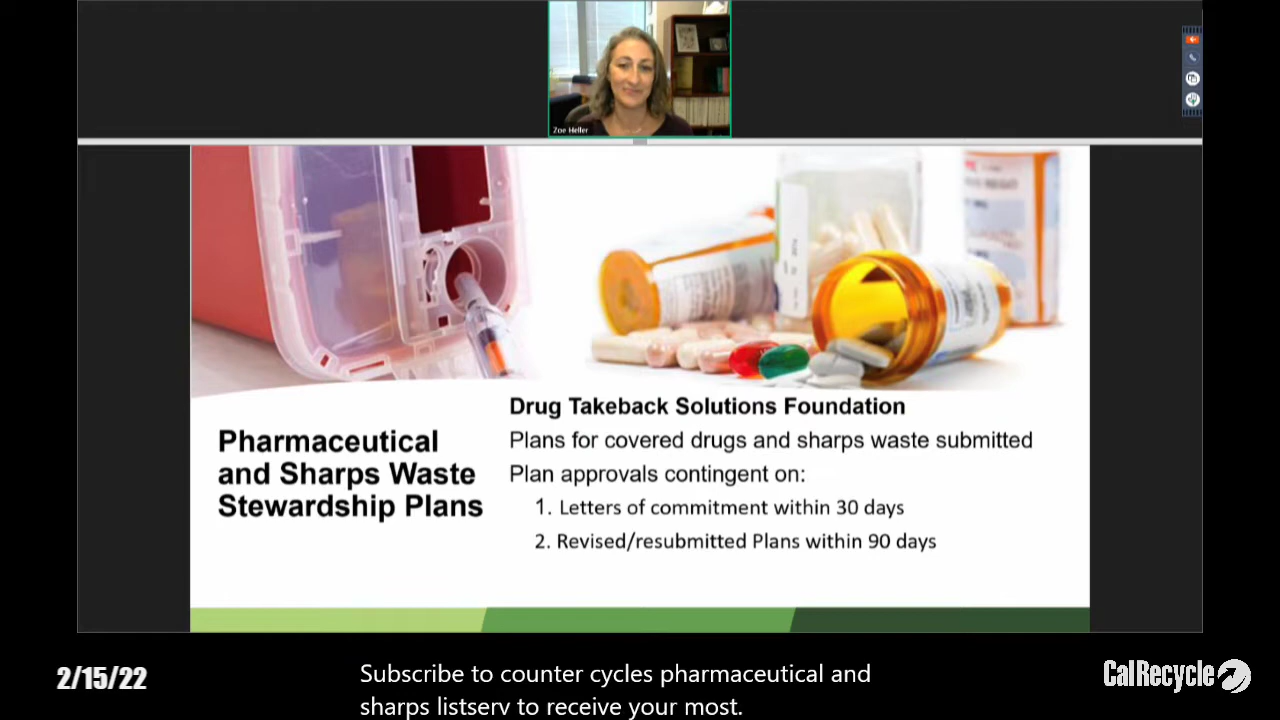 Zoe Heller
Drug Takeback Solutions Foundation
Plans for covered drugs and sharps waste submitted
Plan approvals contingent on:
1. Letters of commitment within 30 days
2. Revised/resubmitted Plans within 90 days
Pharmaceutical
and Sharps Waste
Stewardship Plans
2/15/22
Subscribe to counter cycles pharmaceutical and
sharps listserv to receive your most.
CalRecycle